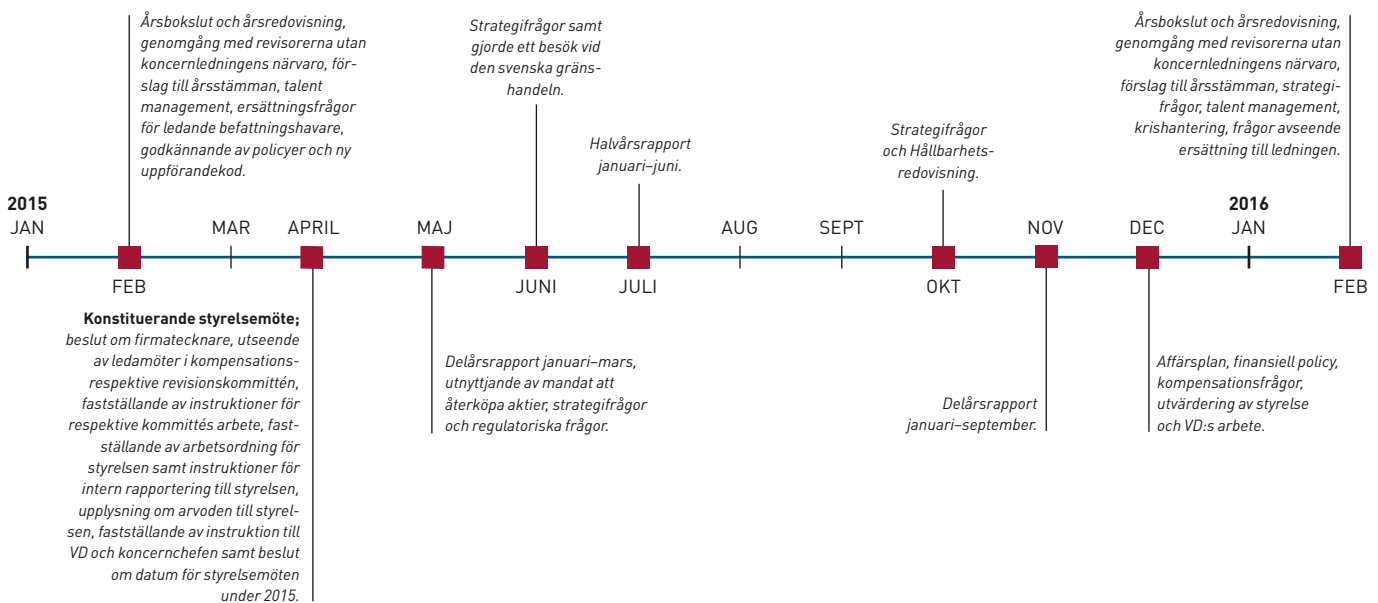 Årsbokslut och årsredovisning,
genomgång med revisorerna utan
koncernledningens närvaro, för-
slag till årsstämman, talent
management, ersättningsfrågor
för ledande befattningshavare,
godkännande av policyer och ny
uppförandekod.
Strategifrågor samt
gjorde ett besök vid
den svenska gräns-
handeln.
Halvårsrapport
januari–juni.
Strategifrågor
och Hållbarhets-
redovisning.
Årsbokslut och årsredovisning,
genomgång med revisorerna utan
koncernledningens närvaro,
förslag till årsstämman, strategi-
frågor, talent management,
krishantering, frågor avseende
ersättning till ledningen.
2015
JAN
MAR
APRIL
MAJ
AUG
SEPT
NOV
DEC
2016
JAN
FEB
JUNI
JULI
OKT
FEB
Konstituerande styrelsemöte;
beslut om firmatecknare, utseende
av ledamöter i kompensations-
respektive revisionskommittén,
fastställande av instruktioner för
respektive kommittés arbete, fast-
ställande av arbetsordning för
styrelsen samt instruktioner för
intern rapportering till styrelsen,
upplysning om arvoden till styrel-
sen, fastställande av instruktion till
VD och koncernchefen samt beslut
om datum för styrelsemöten
under 2015.
Delårsrapport januari–mars,
utnyttjande av mandat att
återköpa aktier, strategifrågor
och regulatoriska frågor.
Delårsrapport
januari–september.
Affärsplan, finansiell policy,
kompensationsfrågor,
utvärdering av styrelse
och VD:s arbete.